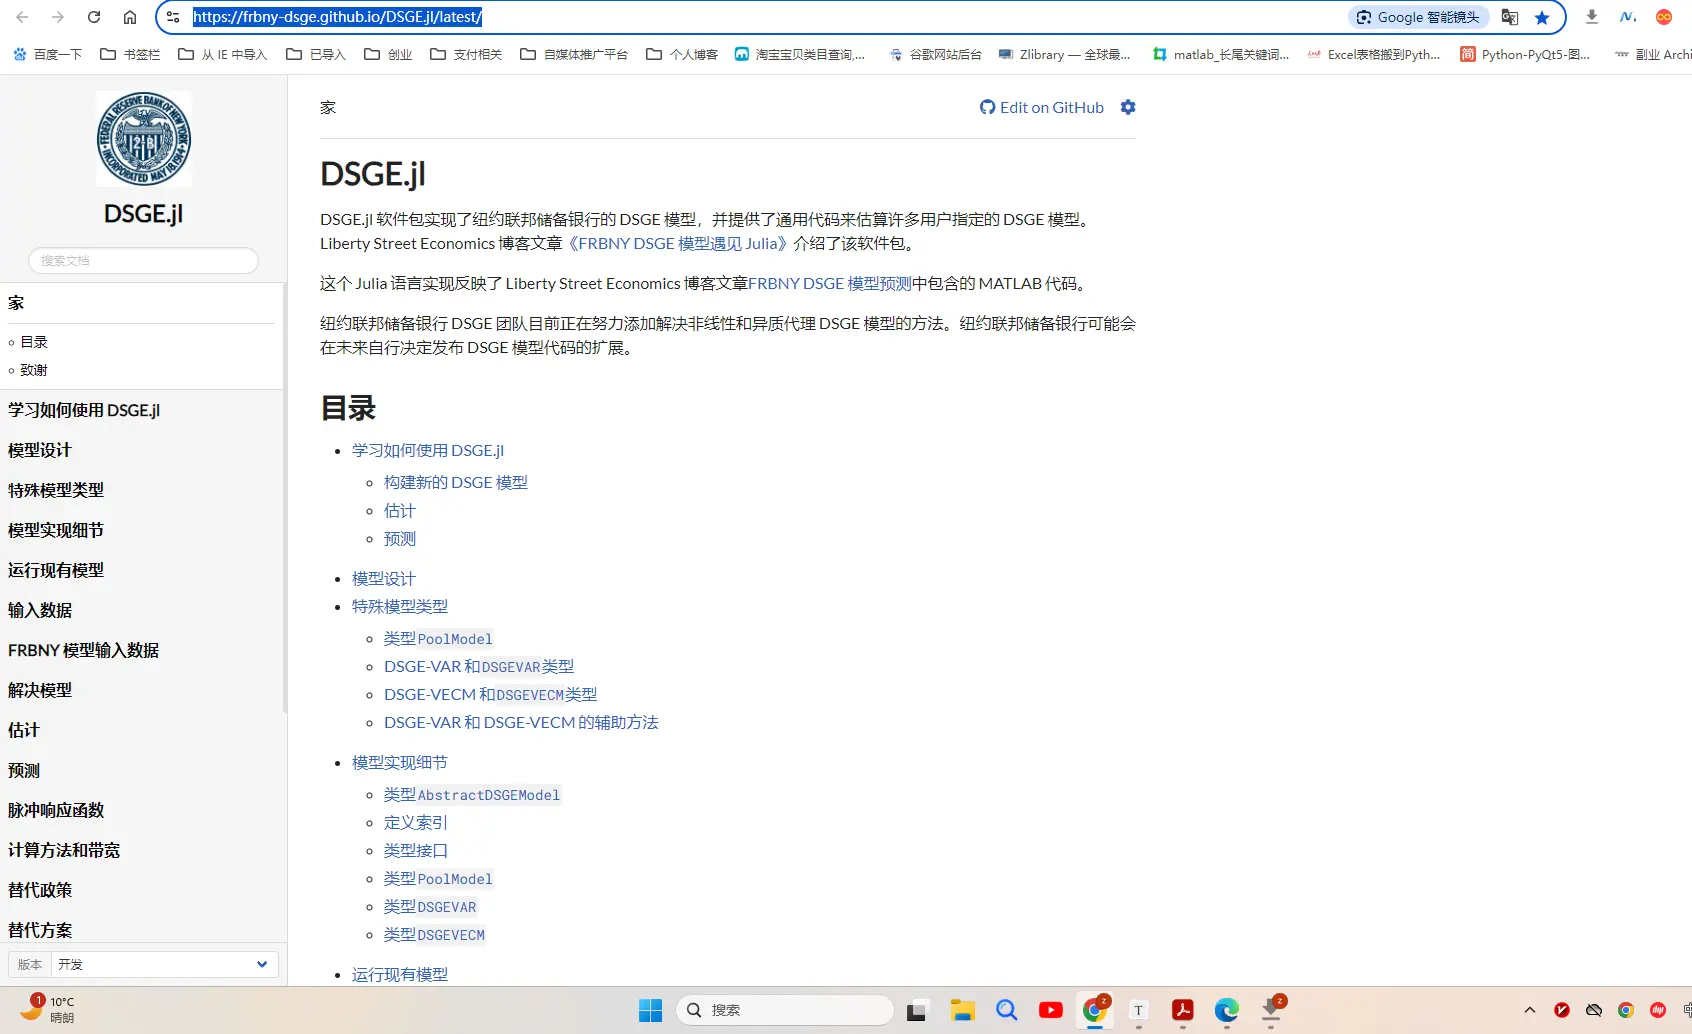 https://frbny-dsge.github.io/DSGE.jl/latest/
Google 智能镜头
百度一下
书签栏
从 IE 中导入
已导入
创业
支付相关
自媒体推广平台
个人博客
淘宝宝贝类目查询,...
谷歌网站后台
Zlibrary — 全球最...
matlab_长尾关键词...
Excel表格搬到Pyth...
简
Python-PyQt5-图...
副业 Archi
FEDERAL RESERVE BANK OF NEW YORK
INCORPORATED MAY 18, 1914
DSGE.jl
搜索文档
家
目录
致谢
学习如何使用 DSGE.jl
模型设计
特殊模型类型
模型实现细节
运行现有模型
输入数据
FRBNY 模型输入数据
解决模型
估计
预测
脉冲响应函数
计算方法和带宽
替代政策
替代方案
版本
开发
家
Edit on GitHub
DSGE.jl
DSGE.jl 软件包实现了纽约联邦储备银行的 DSGE 模型，并提供了通用代码来估算许多用户指定的 DSGE 模型。
Liberty Street Economics 博客文章《FRBNY DSGE 模型遇见 Julia》介绍了该软件包。
这个 Julia 语言实现反映了 Liberty Street Economics 博客文章FRBNY DSGE 模型预测中包含的 MATLAB 代码。
纽约联邦储备银行 DSGE 团队目前正在努力添加解决非线性和异质代理 DSGE 模型的方法。纽约联邦储备银行可能会
在未来自行决定发布 DSGE 模型代码的扩展。
目录
学习如何使用 DSGE.jl
构建新的 DSGE 模型
估计
预测
模型设计
特殊模型类型
类型PoolModel
DSGE-VAR 和DSGEVAR类型
DSGE-VECM 和DSGEVECM类型
DSGE-VAR 和 DSGE-VECM 的辅助方法
模型实现细节
类型AbstractDSGEModel
定义索引
类型接口
类型PoolModel
类型DSGEVAR
类型DSGEVECM
运行现有模型
1
10°C
晴朗
搜索
z
T
z